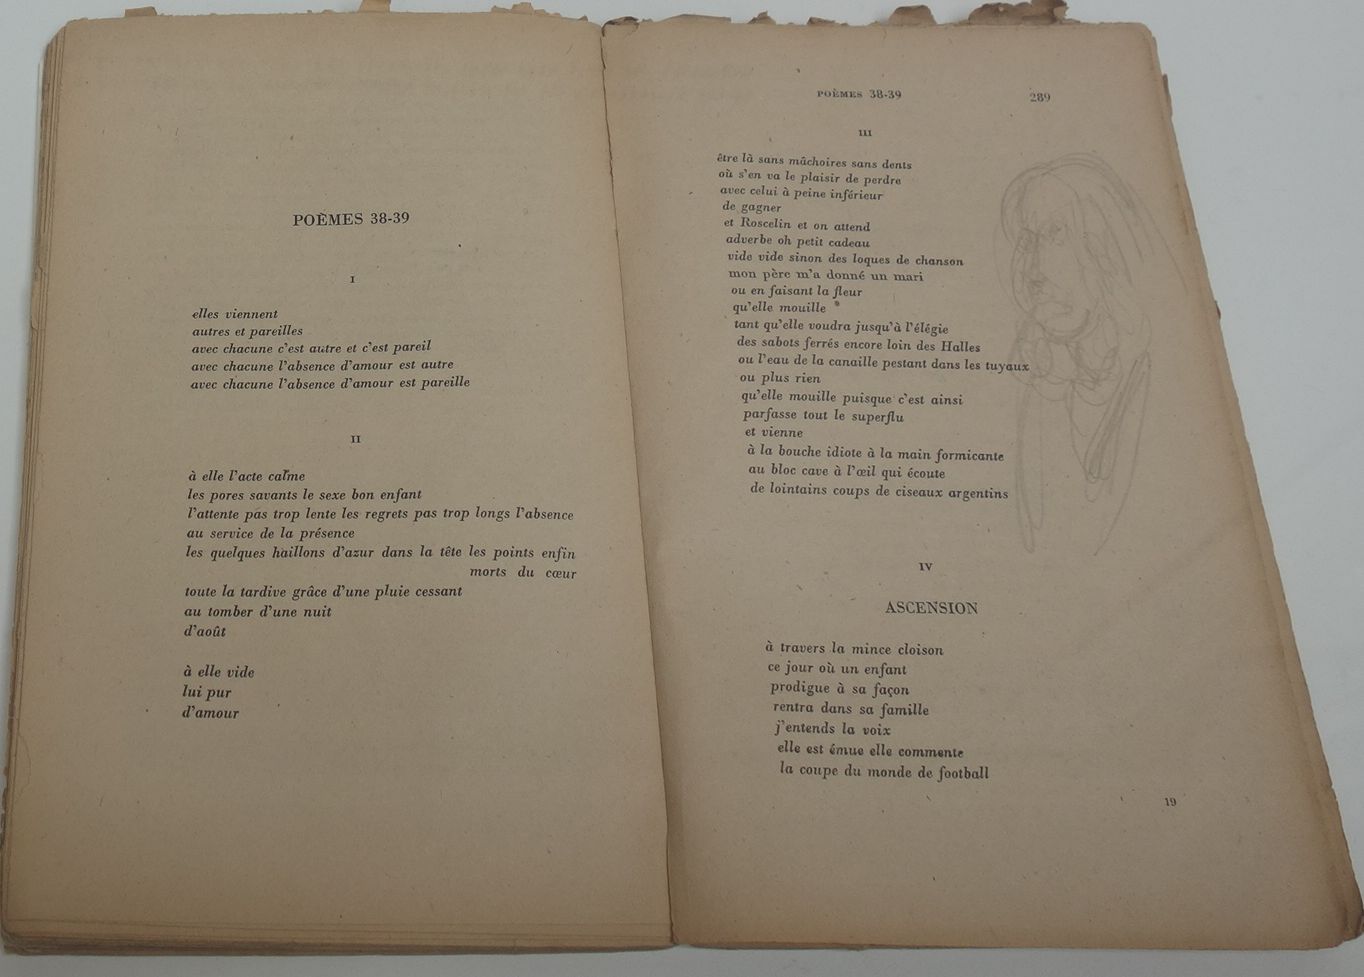 POÈMES 38-39
I
elles viennent
autres et pareilles
avec chacune c'est autre et c'est pareil
avec chacune l'absence d'amour est autre
avec chacune l'absence d'amour est pareille
II
à elle l'acte calme
les pores savants le sexe bon enfant
l'attente pas trop lente les regrets pas trop longs l'absence
au service de la présence
les quelques haillons d'azur dans la tête les points enfin
morts du cœur
toute la tardive grâce d'une pluie cessant
au tomber d'une nuit
d'août
à elle vide
lui pur
d'amour
POÈMES 38-39
289
III
être là sans mâchoires sans dents
où s'en va le plaisir de perdre
avec celui à peine inférieur
de gagner
et Roscelin et on attend
adverbe oh petit cadeau
vide vide sinon des loques de chanson
mon père m'a donné un mari
ou en faisant la fleur
qu'elle mouille
tant qu'elle voudra jusqu'à l'élégie
des sabots ferrés encore loin des Halles
ou l'eau de la canaille pestant dans les tuyaux
ou plus rien
qu'elle mouille puisque c'est ainsi
parfasse tout le superflu
et vienne
à la bouche idiote à la main formicante
au bloc cave à l'œil qui écoute
de lointains coups de ciseaux argentins
IV
ASCENSION
à travers la mince cloison
ce jour où un enfant
prodigue à sa façon
rentra dans sa famille
j'entends la voix
elle est émue elle commente
la coupe du monde de football
19